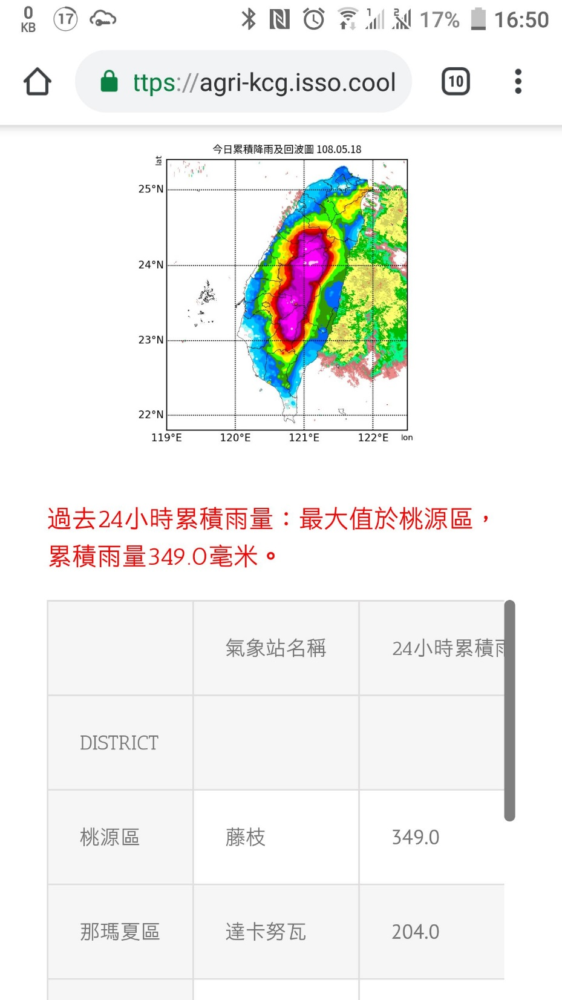 0
KB
17
1
2
17%
16:50
ttps://agri-kcg.isso.cool
10
今日累積降雨及回波圖 108.05.18
lat
25°N
24°N
23°N
22°N
119°E
120°E
121°E
122°E
lon
過去24小時累積雨量：最大值於桃源區，
累積雨量349.0毫米。
氣象站名稱
24小時累積雨
DISTRICT
桃源區
藤枝
349.0
那瑪夏區
達卡努瓦
204.0